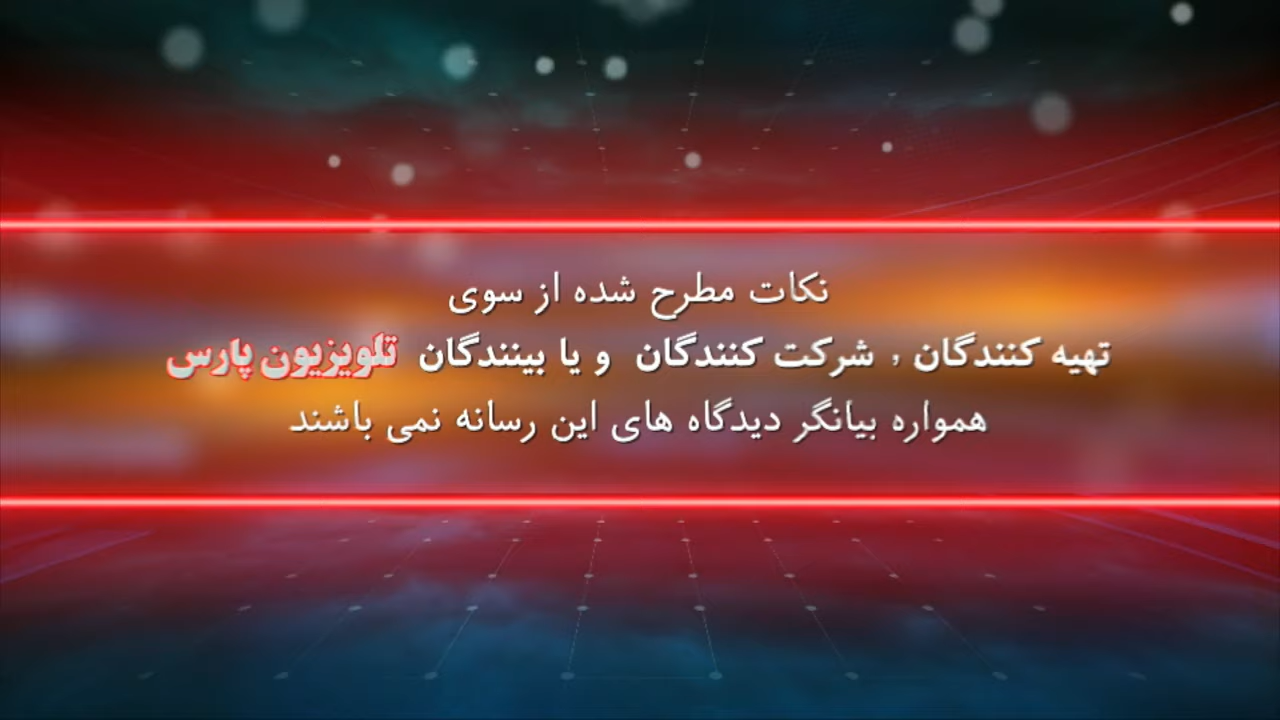 نکات مطرح شده از سوی
تهیه کنندگان , شرکت کنندگان و یا بینندگان تلویزیون پارس
همواره بیانگر دیدگاه های این رسانه نمی باشند